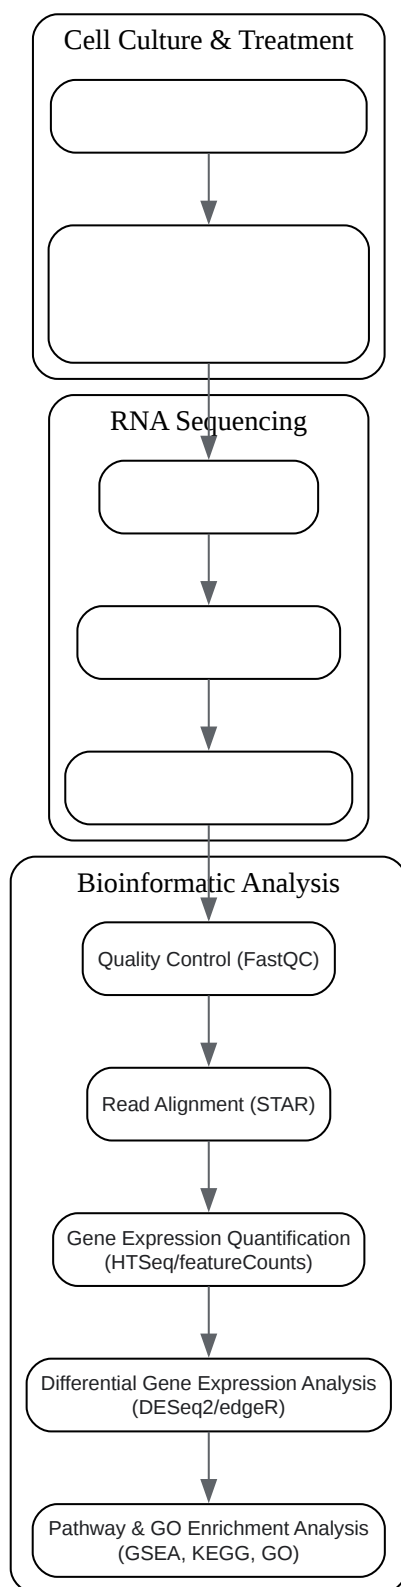 Cell Culture & Treatment
RNA Sequencing
Bioinformatic Analysis
Quality Control (FastQC)
Read Alignment (STAR)
Gene Expression Quantification
(HTSeq/featureCounts)
Differential Gene Expression Analysis
(DESeq2/edgeR)
Pathway & GO Enrichment Analysis
(GSEA, KEGG, GO)